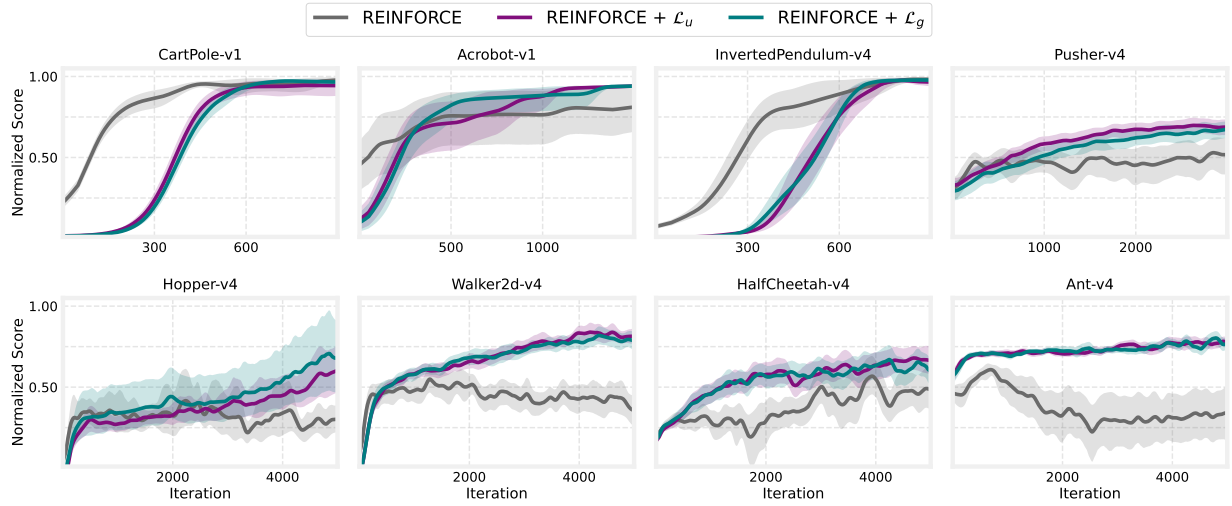 REINFORCE REINFORCE + ℒu REINFORCE + ℒg
CartPole-v1 Acrobot-v1 InvertedPendulum-v4 Pusher-v4
Normalized Score
1.00
0.50
300 600 500 1000 300 600 1000 2000
Hopper-v4 Walker2d-v4 HalfCheetah-v4 Ant-v4
Normalized Score
1.00
0.50
2000 4000 2000 4000 2000 4000 2000 4000
Iteration Iteration Iteration Iteration